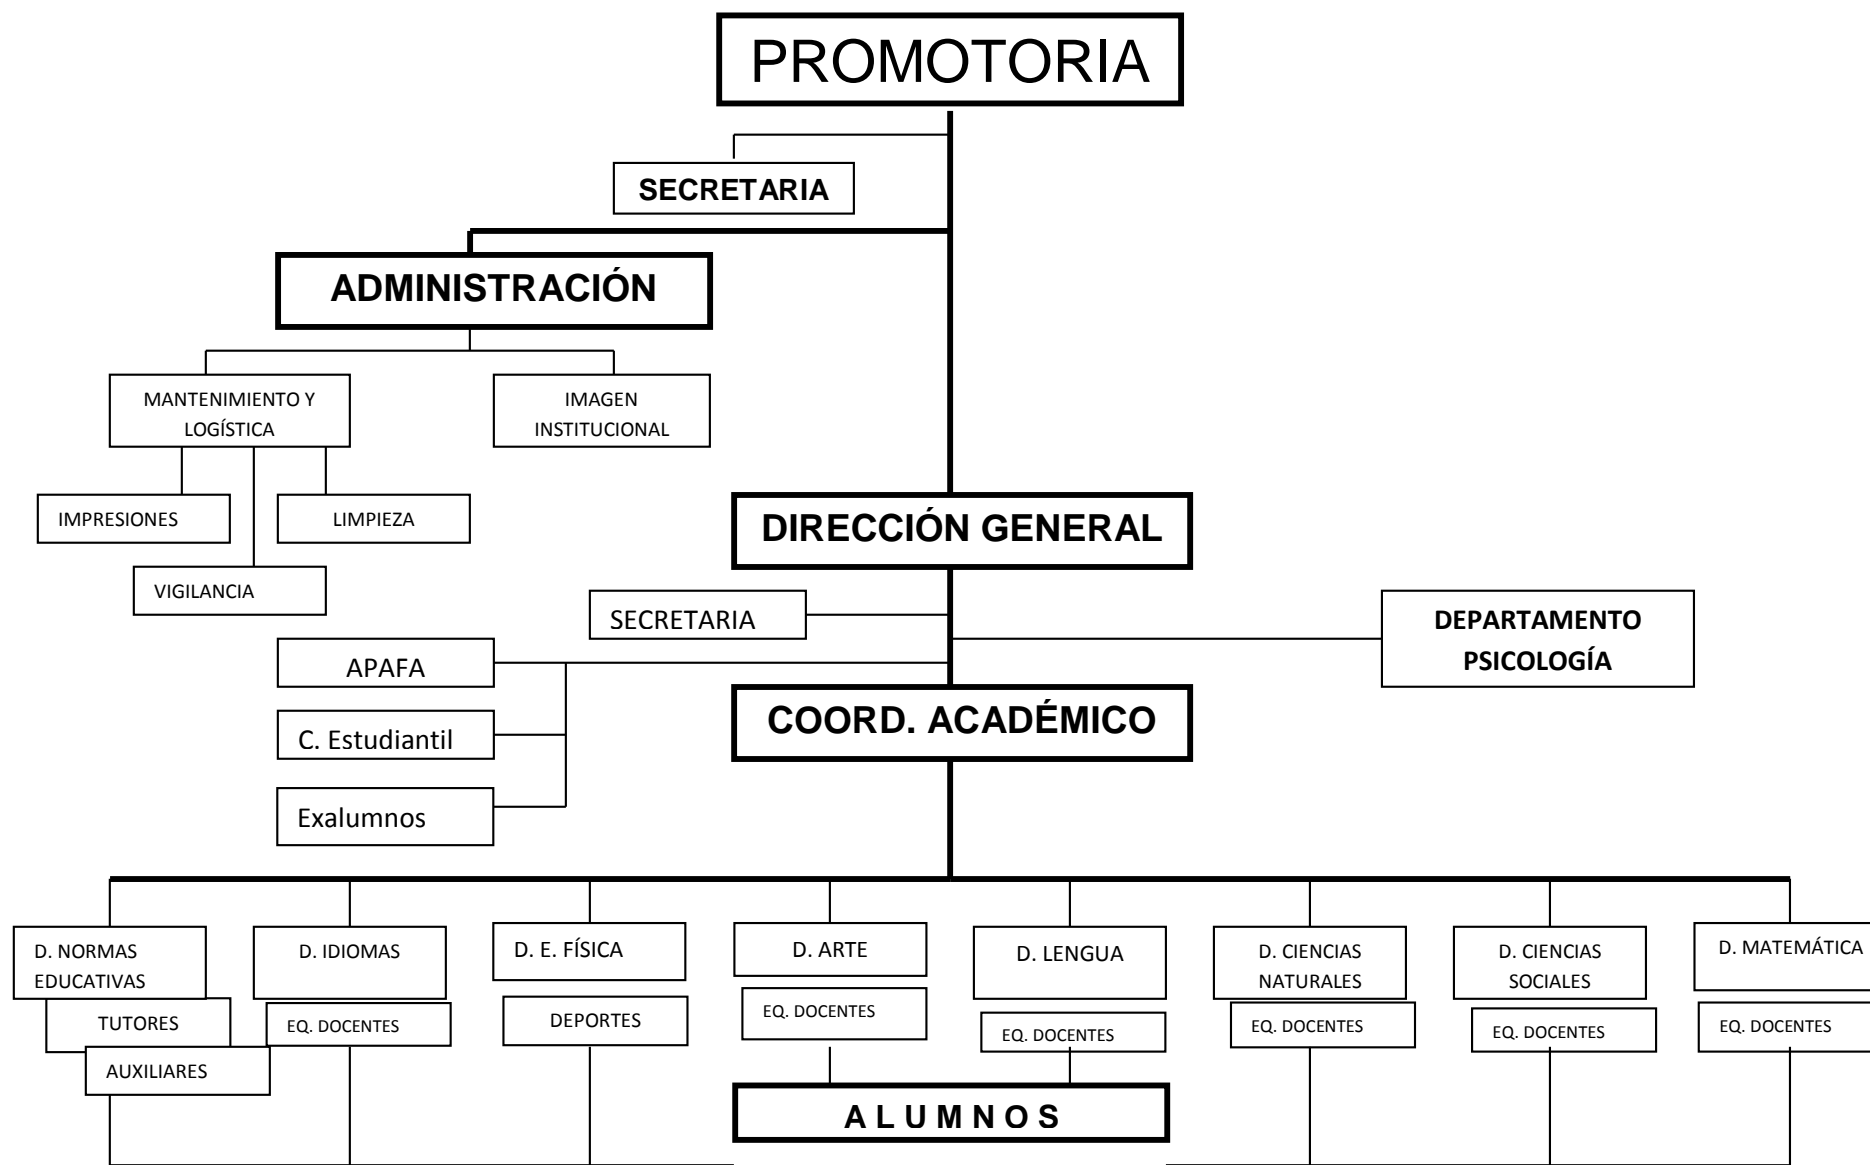 PROMOTORIA
SECRETARIA
ADMINISTRACIÓN
MANTENIMIENTO Y
LOGÍSTICA
IMAGEN
INSTITUCIONAL
IMPRESIONES
LIMPIEZA
VIGILANCIA
DIRECCIÓN GENERAL
SECRETARIA
DEPARTAMENTO
PSICOLOGÍA
APAFA
C. Estudiantil
Exalumnos
COORD. ACADÉMICO
D. NORMAS
EDUCATIVAS
TUTORES
AUXILIARES
D. IDIOMAS
EQ. DOCENTES
D. E. FÍSICA
DEPORTES
D. ARTE
EQ. DOCENTES
D. LENGUA
EQ. DOCENTES
D. CIENCIAS
NATURALES
EQ. DOCENTES
D. CIENCIAS
SOCIALES
EQ. DOCENTES
D. MATEMÁTICA
EQ. DOCENTES
A L U M N O S